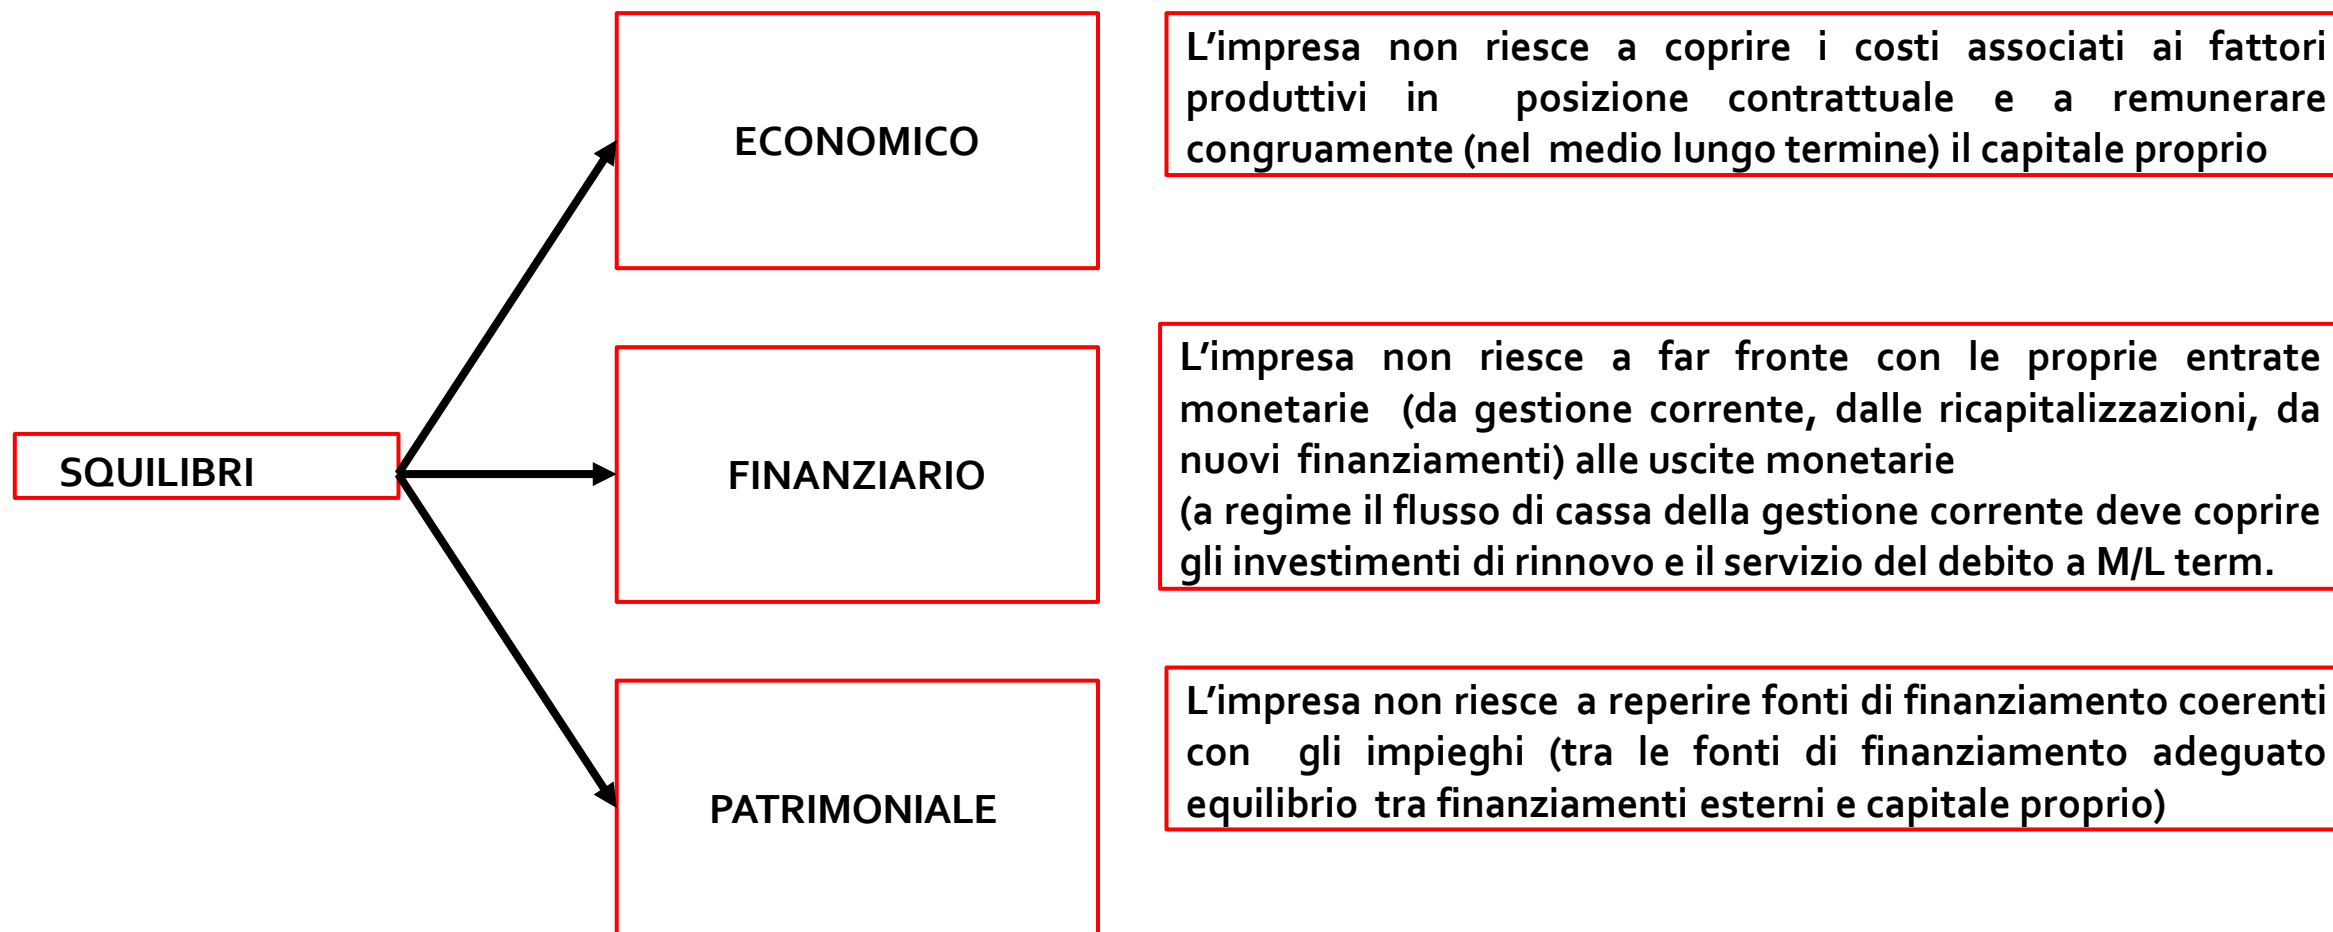 ECONOMICO
L’impresa non riesce a coprire i costi associati ai fattori
produttivi in posizione contrattuale e a remunerare
congruamente (nel medio lungo termine) il capitale proprio
SQUILIBRI
FINANZIARIO
L’impresa non riesce a far fronte con le proprie entrate
monetarie (da gestione corrente, dalle ricapitalizzazioni, da
nuovi finanziamenti) alle uscite monetarie
(a regime il flusso di cassa della gestione corrente deve coprire
gli investimenti di rinnovo e il servizio del debito a M/L term.
PATRIMONIALE
L’impresa non riesce a reperire fonti di finanziamento coerenti
con gli impieghi (tra le fonti di finanziamento adeguato
equilibrio tra finanziamenti esterni e capitale proprio)